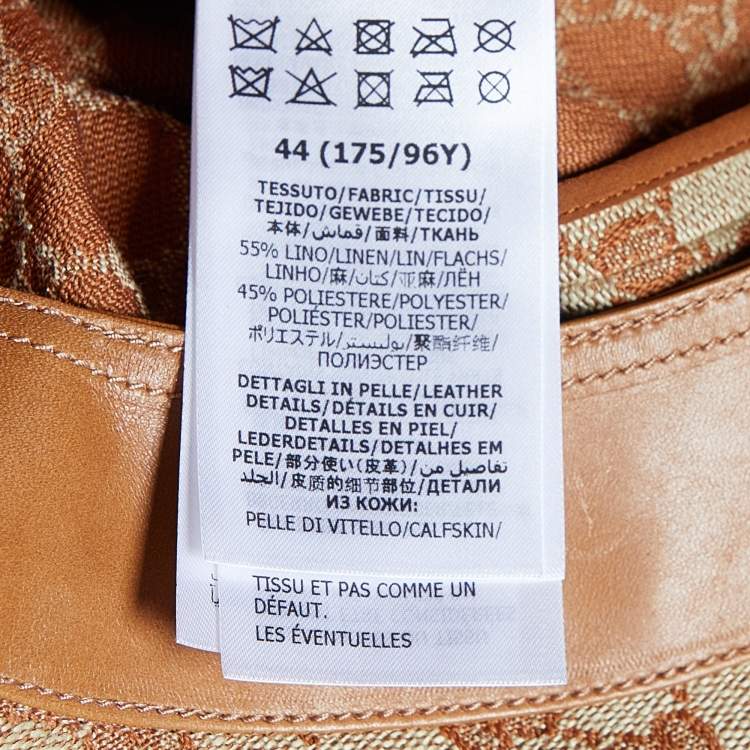 44 (175/96Y)
TESSUTO/FABRIC/TISSU/
TEJIDO/GEWEBE/TECIDO/
本体/قماش/面料/ТКАНЬ
55% LINO/LINEN/LIN/FLACHS/
LINHO/麻/كتان/亚麻/ЛЁН
45% POLIESTERE/POLYESTER/
POLIÉSTER/POLIESTER/
ポリエステル/بوليستر/聚酯纤维/
ПОЛИЭСТЕР
DETTAGLI IN PELLE/LEATHER
DETAILS/DÉTAILS EN CUIR/
DETALLES EN PIEL/
LEDERDETAILS/DETALHES EM
PELE/部分使い(皮革)/تفاصيل من
الجلد/皮质的细节部位/ДЕТАЛИ
ИЗ КОЖИ:
PELLE DI VITELLO/CALFSKIN/
TISSU ET PAS COMME UN
DÉFAUT.
LES ÉVENTUELLES